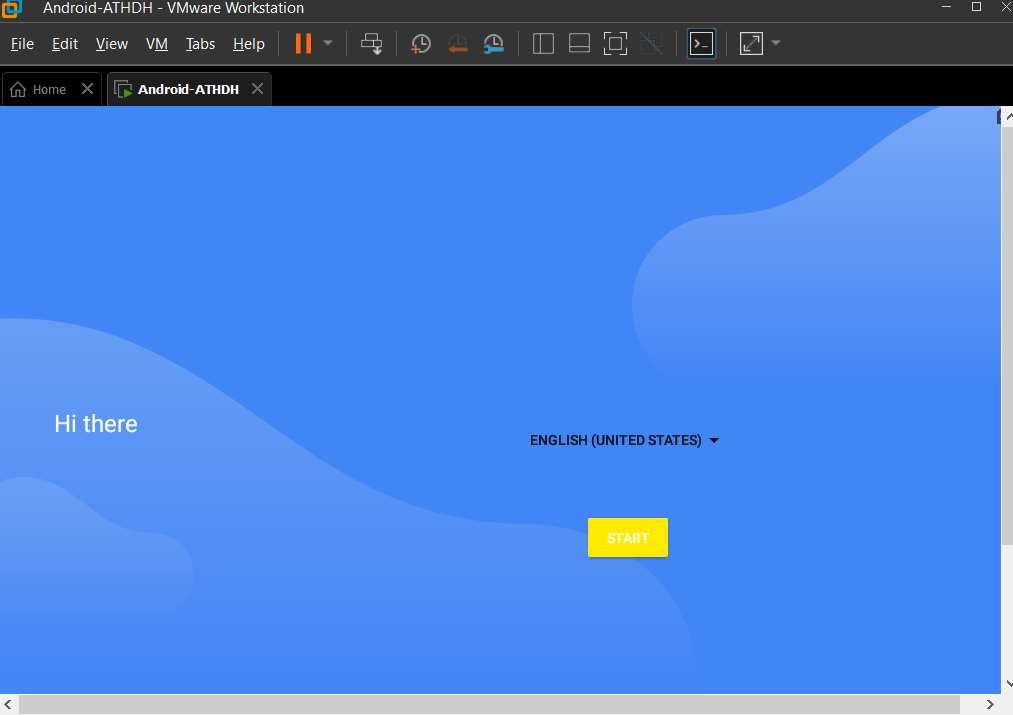 Android-ATHDH - VMware Workstation
File Edit View VM Tabs Help
Home Android-ATHDH
Hi there
ENGLISH (UNITED STATES)
START